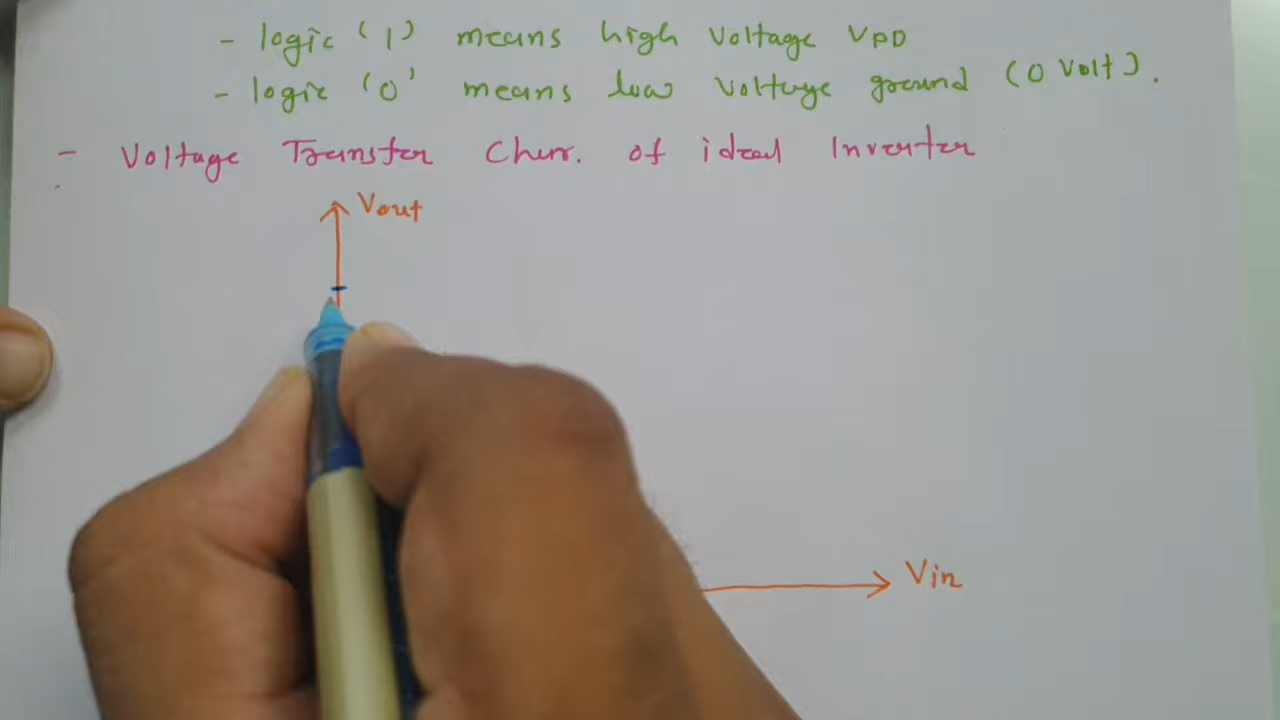 - logic '1' means high voltage VDD
- logic '0' means low voltage ground (0 volt).
- Voltage Transfer Char. of ideal Inverter
Vout
Vin